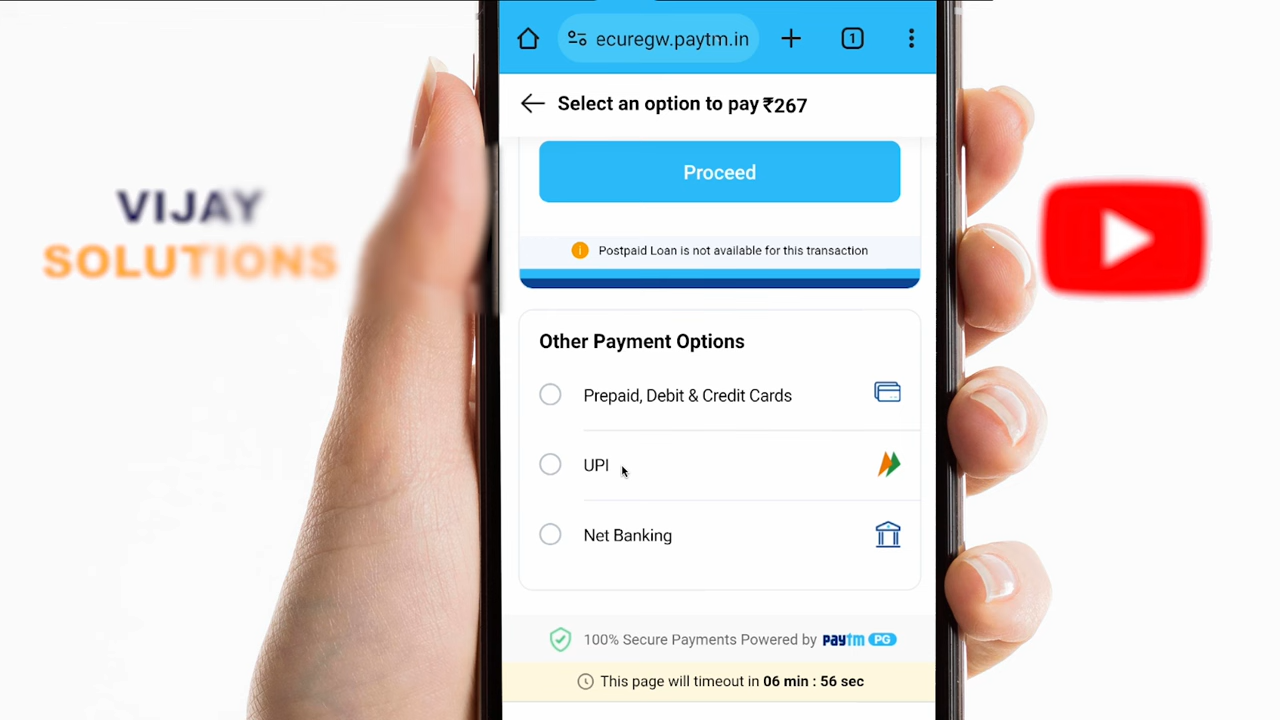 ecuregw.paytm.in
1
Select an option to pay ₹267
Proceed
VIJAY
SOLUTIONS
Postpaid Loan is not available for this transaction
Other Payment Options
Prepaid, Debit & Credit Cards
UPI
Net Banking
100% Secure Payments Powered by paytm PG
This page will timeout in 06 min : 56 sec